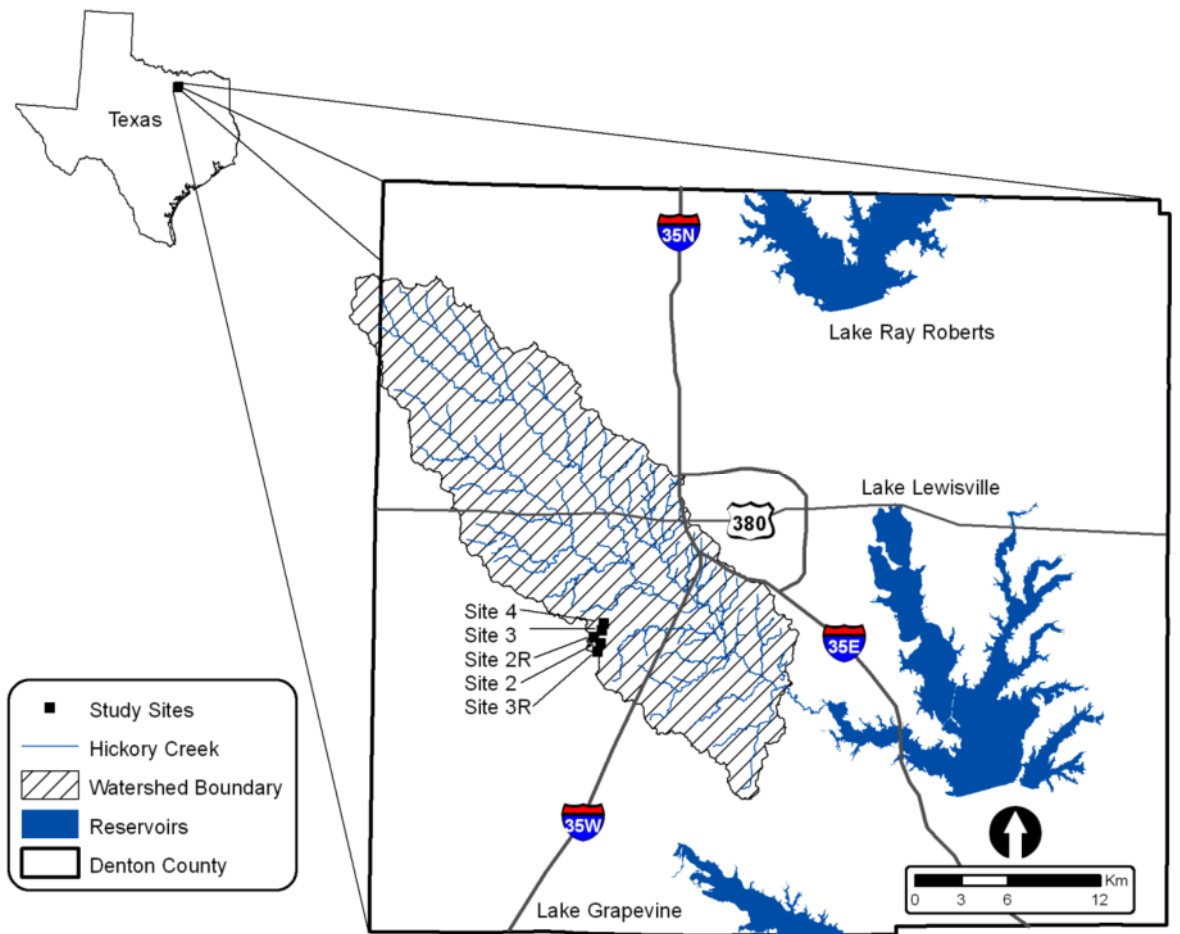 Texas
35N
Lake Ray Roberts
Lake Lewisville
380
Site 4
Site 3
Site 2R
Site 2
Site 3R
35E
Study Sites
Hickory Creek
Watershed Boundary
Reservoirs
Denton County
35W
Lake Grapevine
Km
0 3 6 12